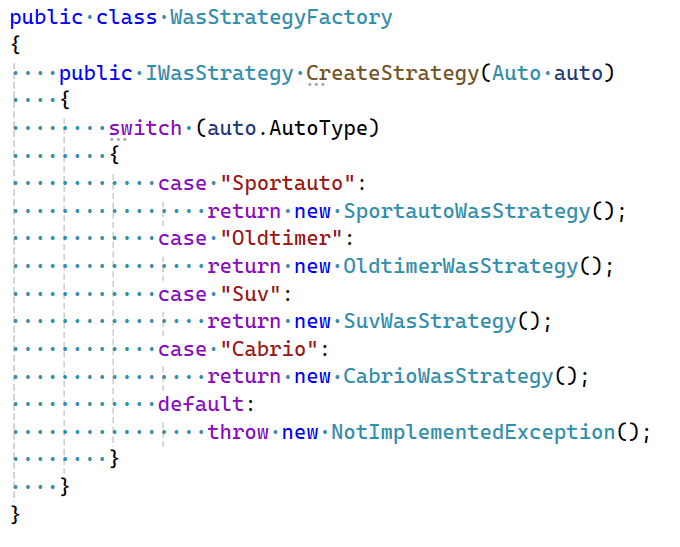 public class WasStrategyFactory
{
    public IWasStrategy CreateStrategy(Auto auto)
    {
        switch (auto.AutoType)
        {
            case "Sportauto":
                return new SportautoWasStrategy();
            case "Oldtimer":
                return new OldtimerWasStrategy();
            case "Suv":
                return new SuvWasStrategy();
            case "Cabrio":
                return new CabrioWasStrategy();
            default:
                throw new NotImplementedException();
        }
    }
}